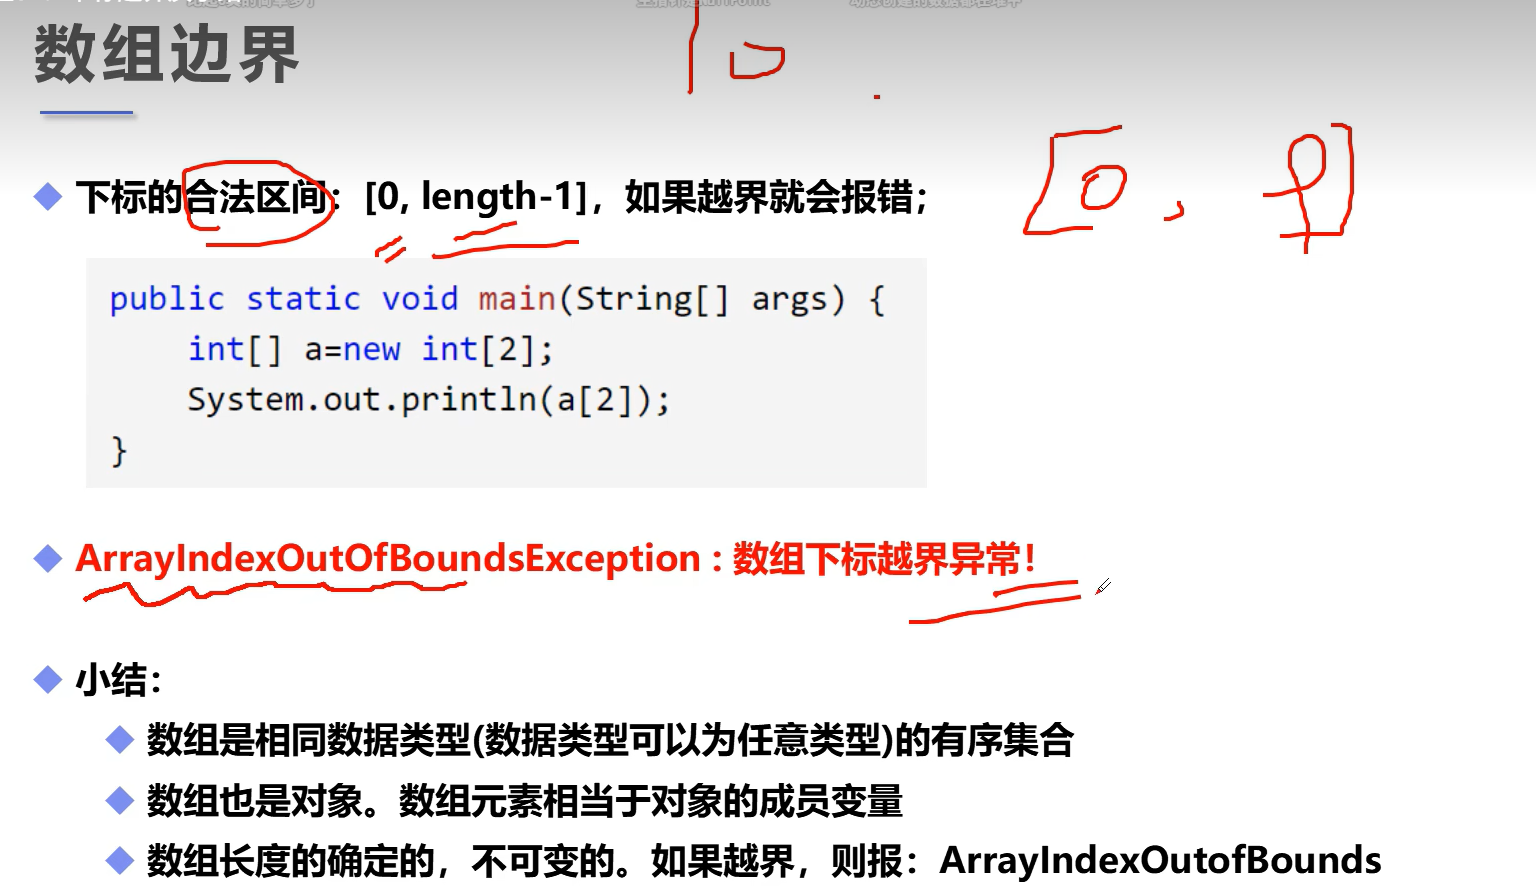 数组边界
10
[0, 9]
下标的合法区间：[0, length-1]，如果越界就会报错；
public static void main(String[] args) {
int[] a=new int[2];
System.out.println(a[2]);
}
ArrayIndexOutOfBoundsException : 数组下标越界异常！
小结：
数组是相同数据类型(数据类型可以为任意类型)的有序集合
数组也是对象。数组元素相当于对象的成员变量
数组长度的确定的，不可变的。如果越界，则报：ArrayIndexOutofBounds